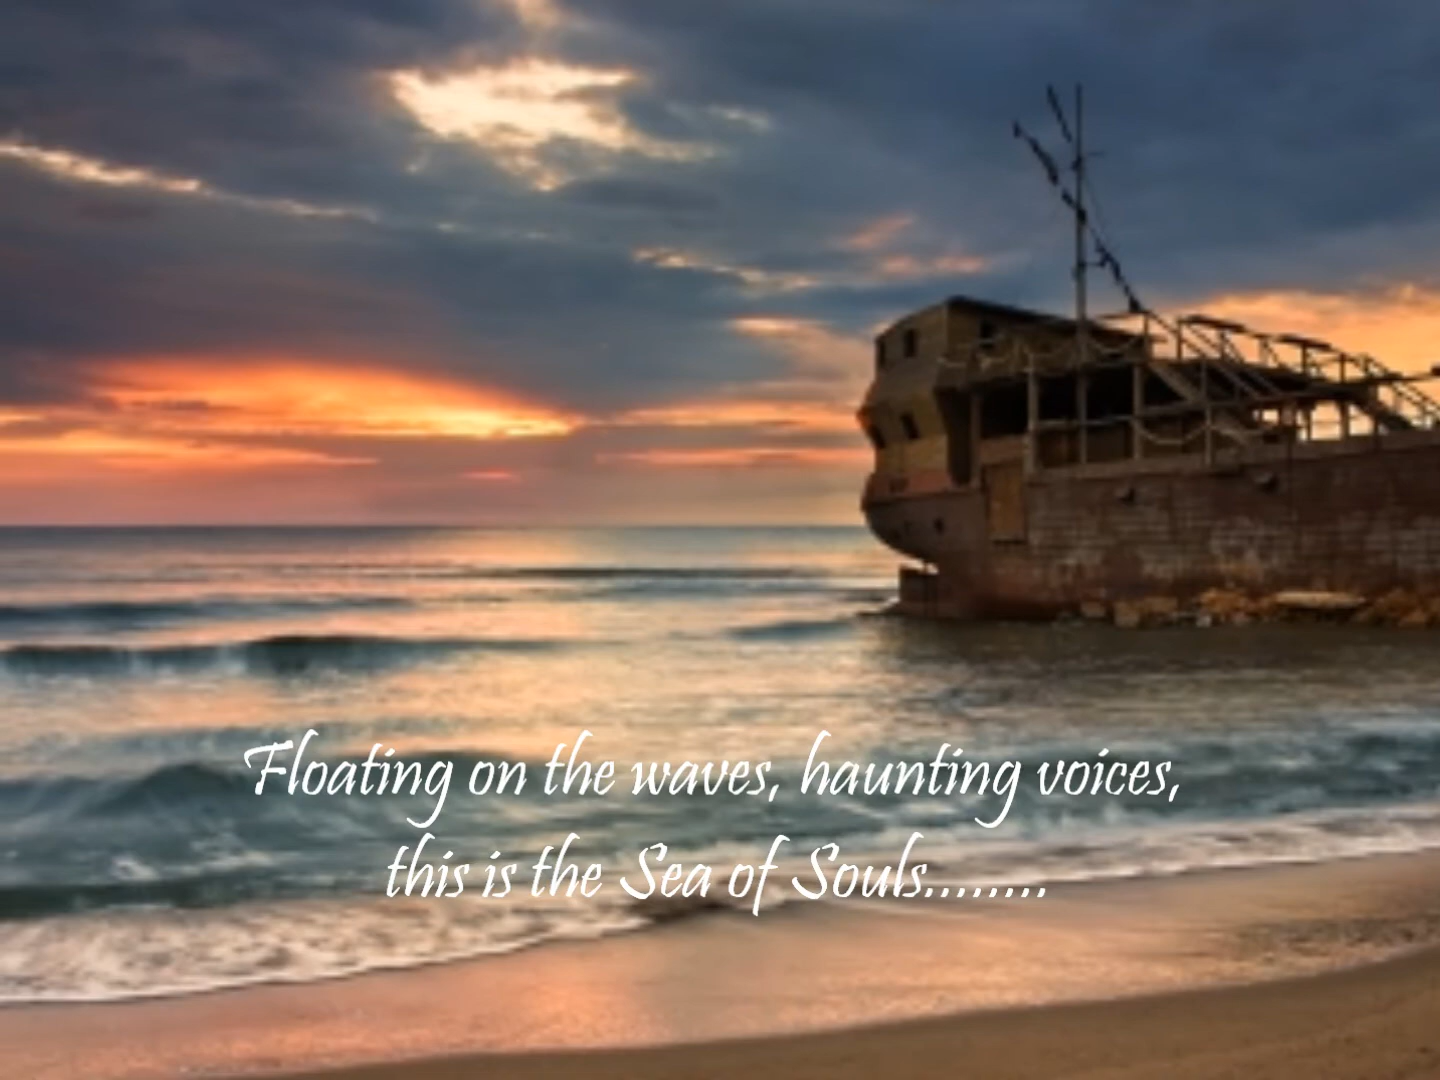 Floating on the waves, haunting voices,
this is the Sea of Souls........